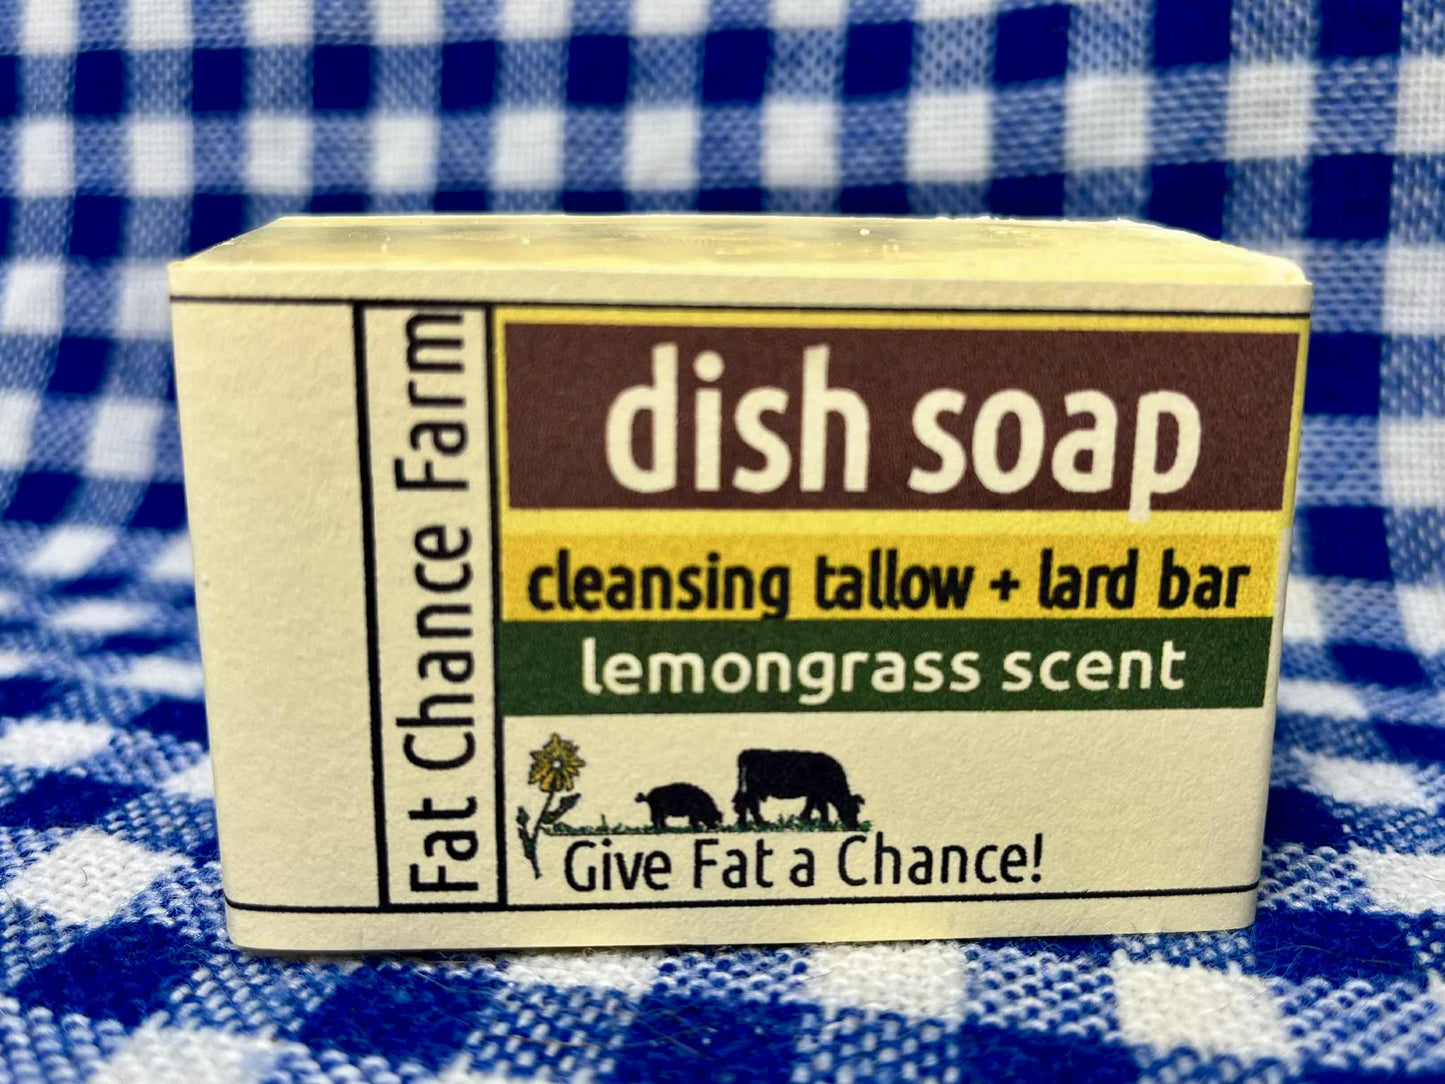 Fat Chance Farm
dish soap
cleansing tallow + lard bar
lemongrass scent
Give Fat a Chance!